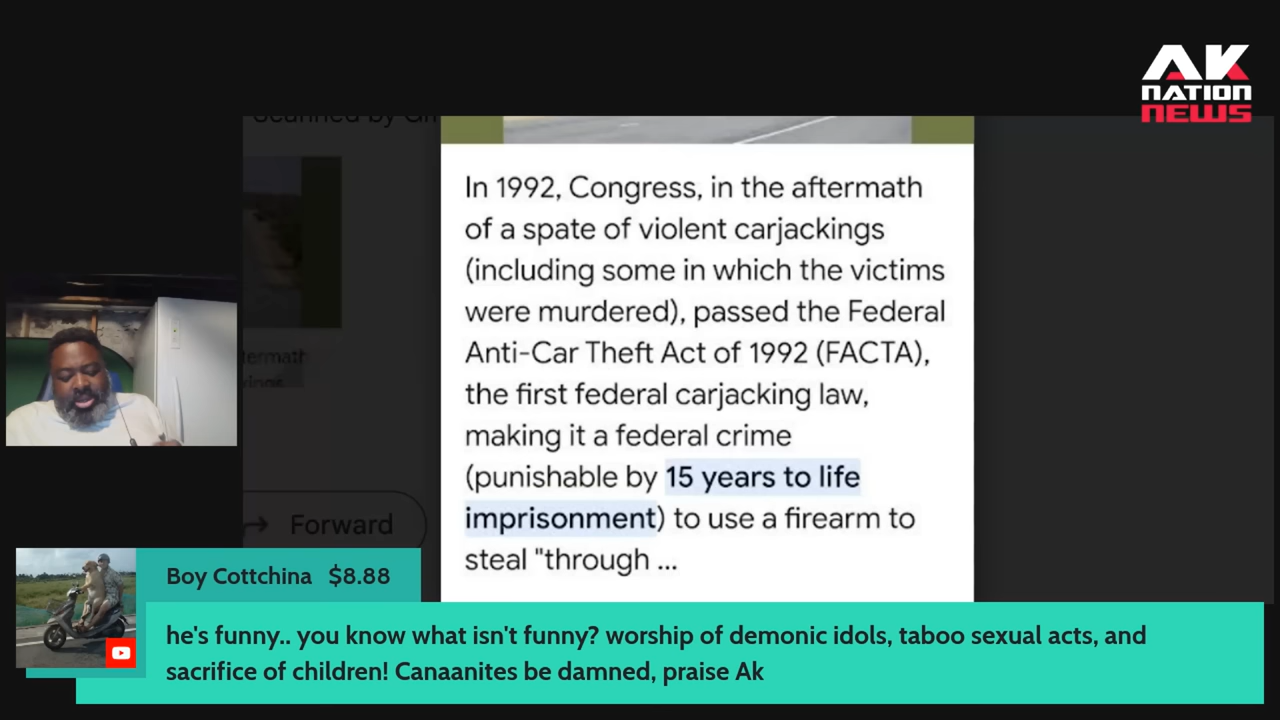 AK
NATION
NEWS
In 1992, Congress, in the aftermath
of a spate of violent carjackings
(including some in which the victims
were murdered), passed the Federal
Anti-Car Theft Act of 1992 (FACTA),
the first federal carjacking law,
making it a federal crime
(punishable by 15 years to life
imprisonment) to use a firearm to
steal "through ...
Forward
Boy Cottchina $8.88
he's funny.. you know what isn't funny? worship of demonic idols, taboo sexual acts, and
sacrifice of children! Canaanites be damned, praise Ak